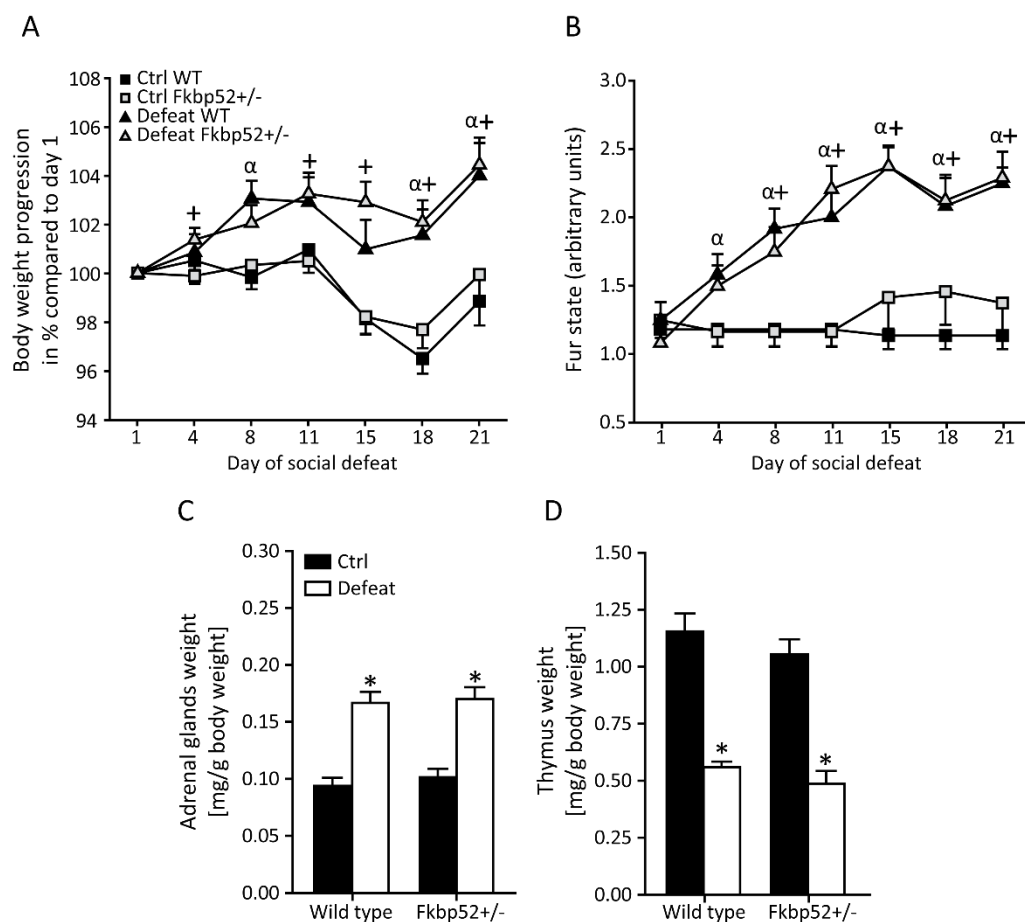 A
Body weight progression
in % compared to day 1
108
106
104
102
100
98
96
94
Ctrl WT
Ctrl Fkbp52+/-
Defeat WT
Defeat Fkbp52+/-
+
α
+
+
α+
α+
1 4 8 11 15 18 21
Day of social defeat
B
Fur state (arbitrary units)
3.0
2.5
2.0
1.5
1.0
0.5
α
α+
α+
α+
α+
α+
1 4 8 11 15 18 21
Day of social defeat
C
Adrenal glands weight
[mg/g body weight]
0.30
0.25
0.20
0.15
0.10
0.05
0.00
Ctrl
Defeat
*
*
Wild type Fkbp52+/-
D
Thymus weight
[mg/g body weight]
1.50
1.25
1.00
0.75
0.50
0.25
0.00
*
*
Wild type Fkbp52+/-